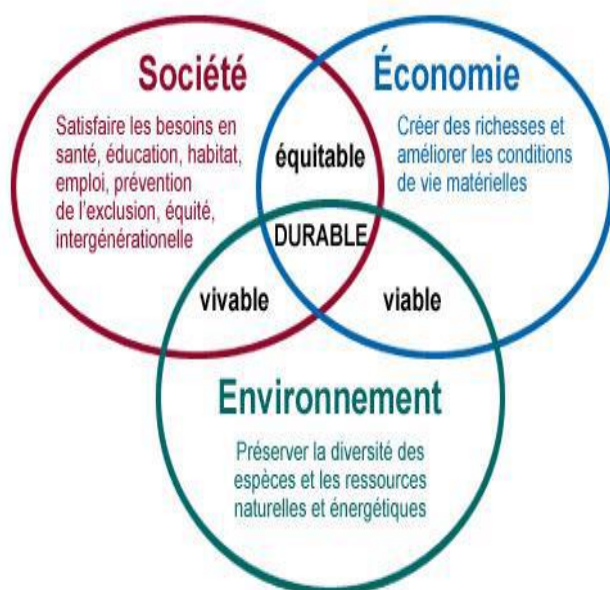 Société
Satisfaire les besoins en
santé, éducation, habitat,
emploi, prévention
de l'exclusion, équité,
intergénérationelle
Économie
Créer des richesses et
améliorer les conditions
de vie matérielles
équitable
DURABLE
vivable
viable
Environnement
Préserver la diversité des
espèces et les ressources
naturelles et énergétiques